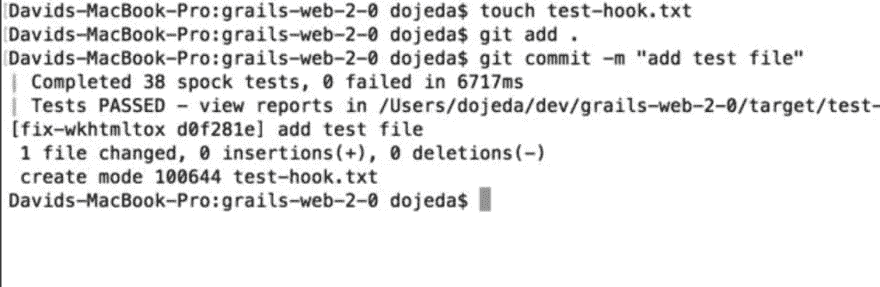 Davids-MacBook-Pro:grails-web-2-0 dojeda$ touch test-hook.txt
Davids-MacBook-Pro:grails-web-2-0 dojeda$ git add .
Davids-MacBook-Pro:grails-web-2-0 dojeda$ git commit -m "add test file"
| Completed 38 spock tests, 0 failed in 6717ms
| Tests PASSED – view reports in /Users/dojeda/dev/grails-web-2-0/target/test-
[fix-wkhtmltox d0f281e] add test file
1 file changed, 0 insertions(+), 0 deletions(-)
create mode 100644 test-hook.txt
Davids-MacBook-Pro:grails-web-2-0 dojeda$